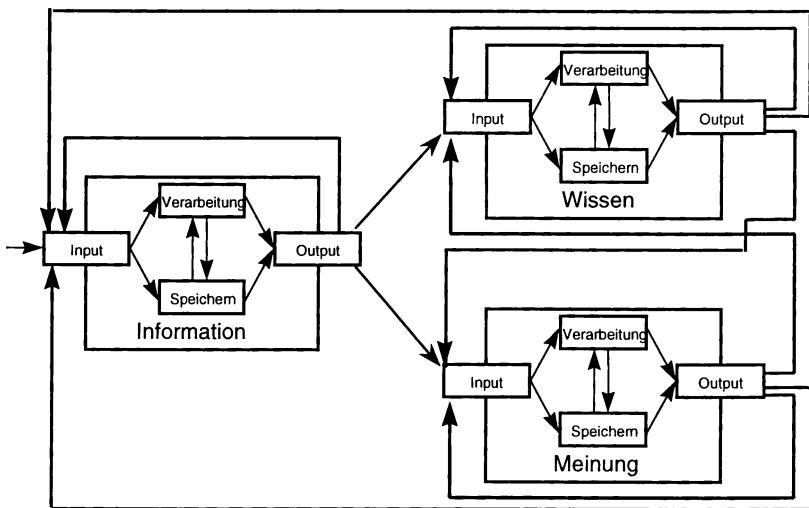 Verarbeitung
Input
Output
Speichern
Wissen
Verarbeitung
Input
Output
Speichern
Information
Verarbeitung
Input
Output
Speichern
Meinung